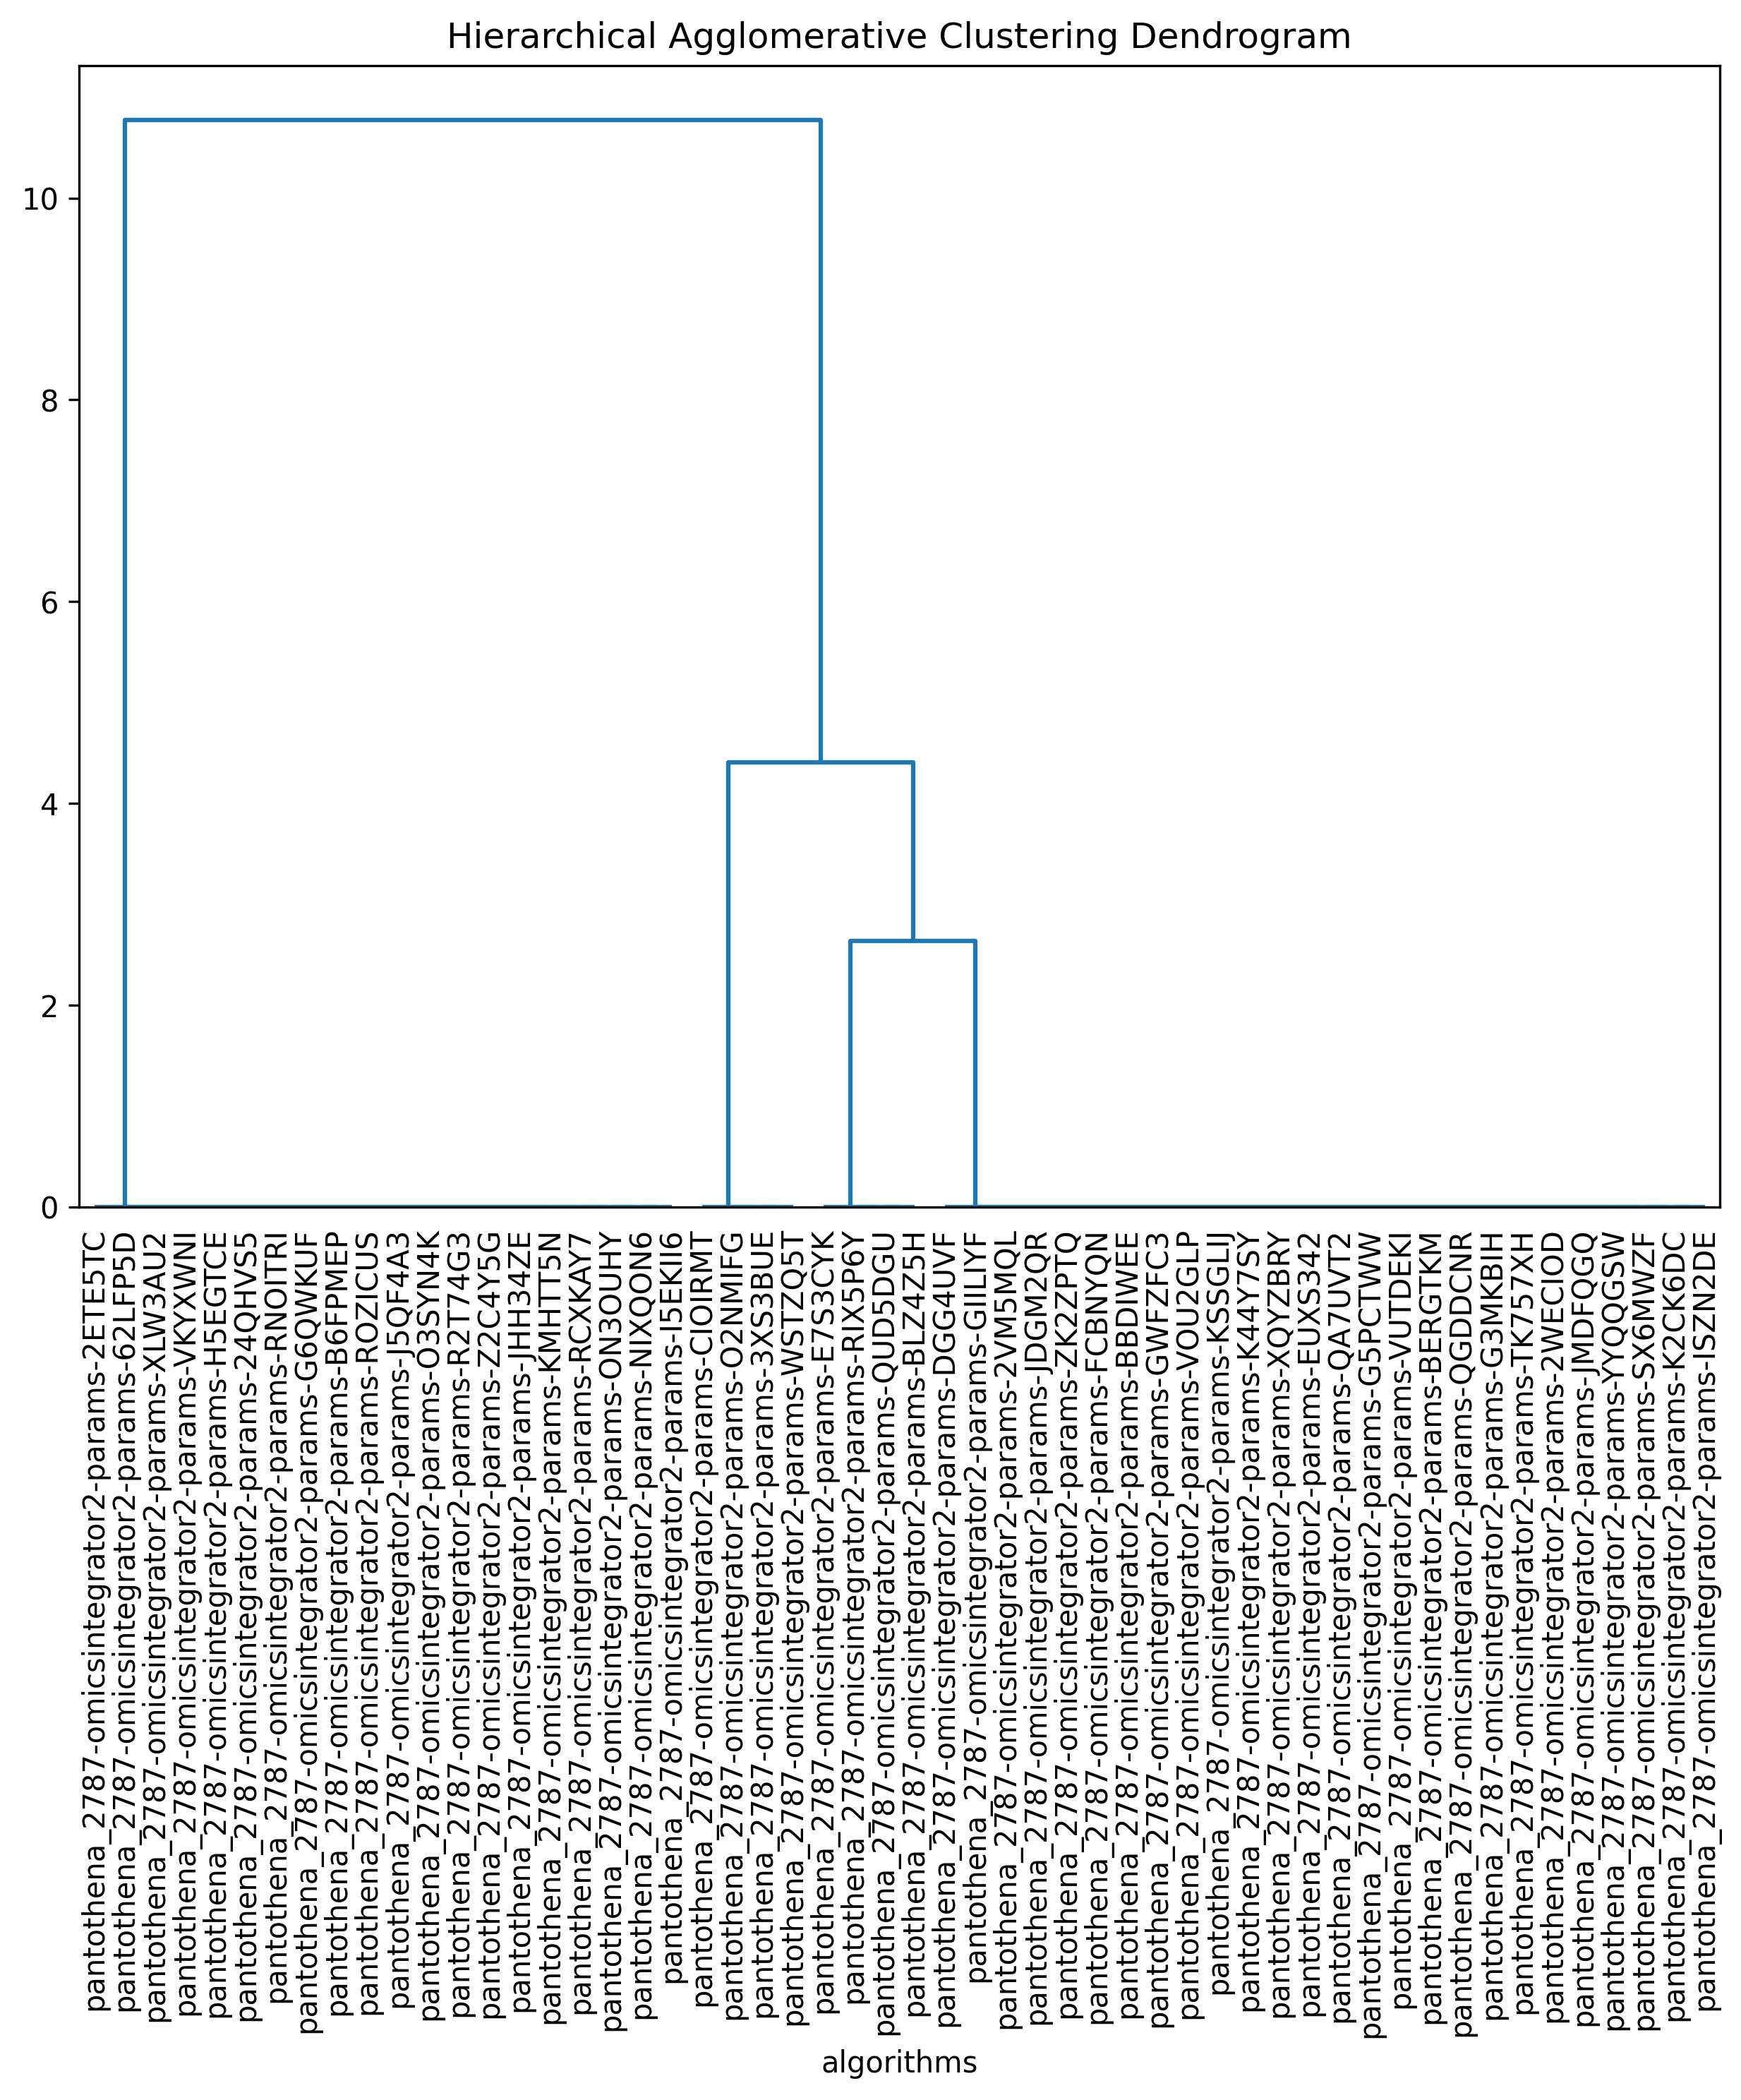 Hierarchical Agglomerative Clustering Dendrogram
10
8
6
4
2
0
pantothena_2787-omicsintegrator2-params-2ETE5TC
pantothena_2787-omicsintegrator2-params-62LFP5D
pantothena_2787-omicsintegrator2-params-XLW3AU2
pantothena_2787-omicsintegrator2-params-VKYXWNI
pantothena_2787-omicsintegrator2-params-H5EGTCE
pantothena_2787-omicsintegrator2-params-24QHVS5
pantothena_2787-omicsintegrator2-params-RNOITRI
pantothena_2787-omicsintegrator2-params-G6QWKUF
pantothena_2787-omicsintegrator2-params-B6FPMEP
pantothena_2787-omicsintegrator2-params-ROZICUS
pantothena_2787-omicsintegrator2-params-J5QF4A3
pantothena_2787-omicsintegrator2-params-O3SYN4K
pantothena_2787-omicsintegrator2-params-R2T74G3
pantothena_2787-omicsintegrator2-params-Z2C4Y5G
pantothena_2787-omicsintegrator2-params-JHH34ZE
pantothena_2787-omicsintegrator2-params-KMHTT5N
pantothena_2787-omicsintegrator2-params-RCXKAY7
pantothena_2787-omicsintegrator2-params-ON3OUHY
pantothena_2787-omicsintegrator2-params-NIXQON6
pantothena_2787-omicsintegrator2-params-I5EKII6
pantothena_2787-omicsintegrator2-params-CIOIRMT
pantothena_2787-omicsintegrator2-params-O2NMIFG
pantothena_2787-omicsintegrator2-params-3XS3BUE
pantothena_2787-omicsintegrator2-params-WSTZQ5T
pantothena_2787-omicsintegrator2-params-E7S3CYK
pantothena_2787-omicsintegrator2-params-RIX5P6Y
pantothena_2787-omicsintegrator2-params-QUD5DGU
pantothena_2787-omicsintegrator2-params-BLZ4Z5H
pantothena_2787-omicsintegrator2-params-DGG4UVF
pantothena_2787-omicsintegrator2-params-GIILIYF
pantothena_2787-omicsintegrator2-params-2VM5MQL
pantothena_2787-omicsintegrator2-params-JDGM2QR
pantothena_2787-omicsintegrator2-params-ZK2ZPTQ
pantothena_2787-omicsintegrator2-params-FCBNYQN
pantothena_2787-omicsintegrator2-params-BBDIWEE
pantothena_2787-omicsintegrator2-params-GWFZFC3
pantothena_2787-omicsintegrator2-params-VOU2GLP
pantothena_2787-omicsintegrator2-params-KSSGLIJ
pantothena_2787-omicsintegrator2-params-K44Y7SY
pantothena_2787-omicsintegrator2-params-XQYZBRY
pantothena_2787-omicsintegrator2-params-EUXS342
pantothena_2787-omicsintegrator2-params-QA7UVT2
pantothena_2787-omicsintegrator2-params-G5PCTWW
pantothena_2787-omicsintegrator2-params-VUTDEKI
pantothena_2787-omicsintegrator2-params-BERGTKM
pantothena_2787-omicsintegrator2-params-QGDDCNR
pantothena_2787-omicsintegrator2-params-G3MKBIH
pantothena_2787-omicsintegrator2-params-TK757XH
pantothena_2787-omicsintegrator2-params-2WECIOD
pantothena_2787-omicsintegrator2-params-JMDFQGQ
pantothena_2787-omicsintegrator2-params-YYQQGSW
pantothena_2787-omicsintegrator2-params-SX6MWZF
pantothena_2787-omicsintegrator2-params-K2CK6DC
pantothena_2787-omicsintegrator2-params-ISZN2DE
algorithms